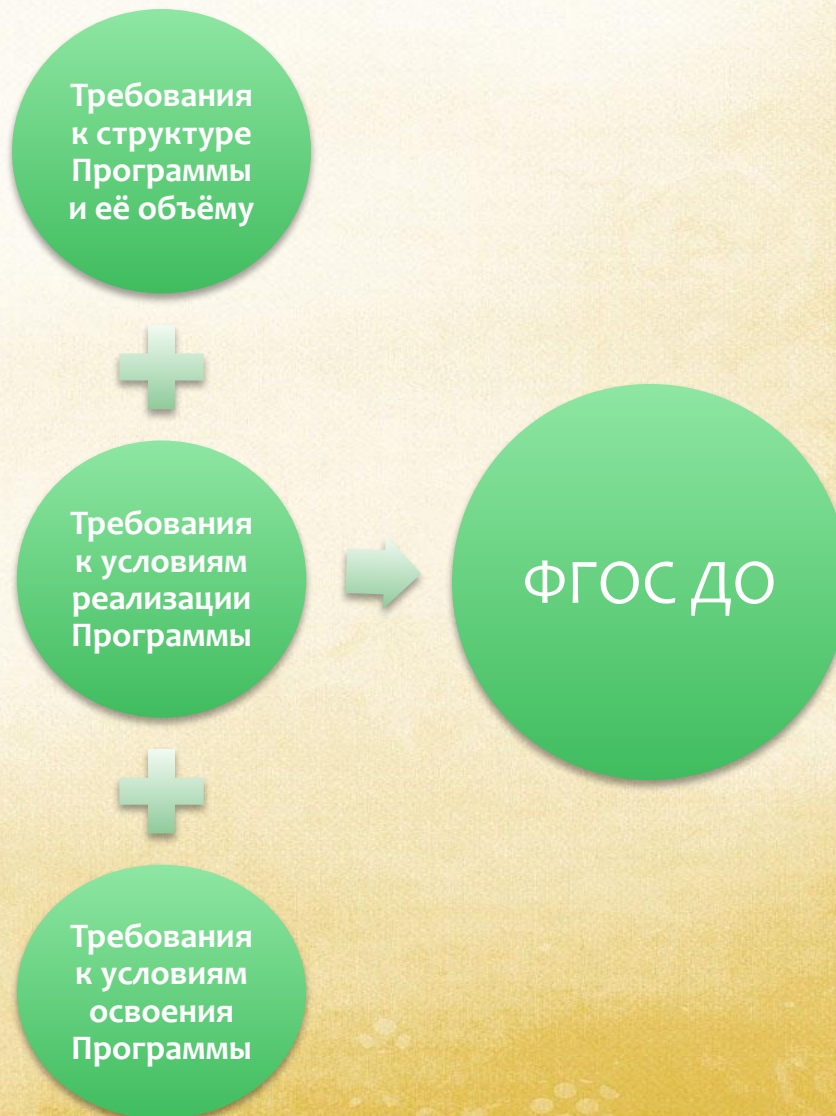 Требования
к структуре
Программы
и её объёму
Требования
к условиям
реализации
Программы
ФГОС ДО
Требования
к условиям
освоения
Программы